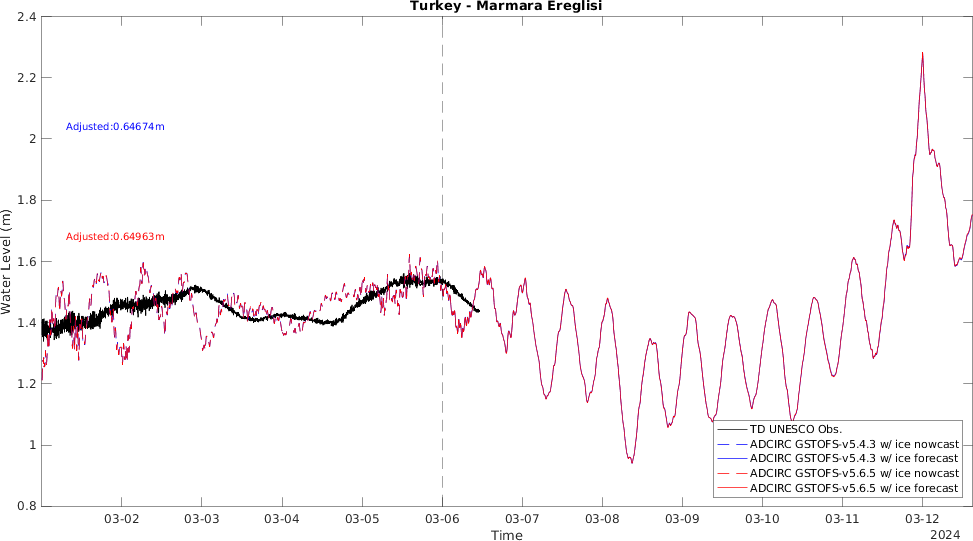 Turkey - Marmara Ereglisi
2.4
2.2
2
1.8
1.6
1.4
1.2
1
0.8
Water Level (m)
Adjusted:0.64674m
Adjusted:0.64963m
TD UNESCO Obs.
ADCIRC GSTOFS-v5.4.3 w/ ice nowcast
ADCIRC GSTOFS-v5.4.3 w/ ice forecast
ADCIRC GSTOFS-v5.6.5 w/ ice nowcast
ADCIRC GSTOFS-v5.6.5 w/ ice forecast
03-02 03-03 03-04 03-05 03-06 03-07 03-08 03-09 03-10 03-11 03-12
Time
2024